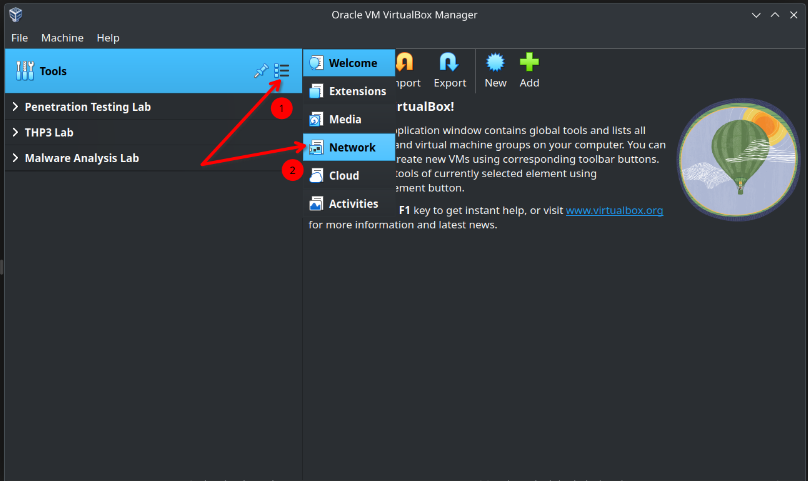 Oracle VM VirtualBox Manager
File Machine Help
Tools
1
Penetration Testing Lab
THP3 Lab
Malware Analysis Lab
2
Welcome
Extensions
Media
Network
Cloud
Activities
mport Export New Add
rtualBox!
pplication window contains global tools and lists all
and virtual machine groups on your computer. You can
reate new VMs using corresponding toolbar buttons.
tools of currently selected element using
ement button.
F1 key to get instant help, or visit www.virtualbox.org
for more information and latest news.